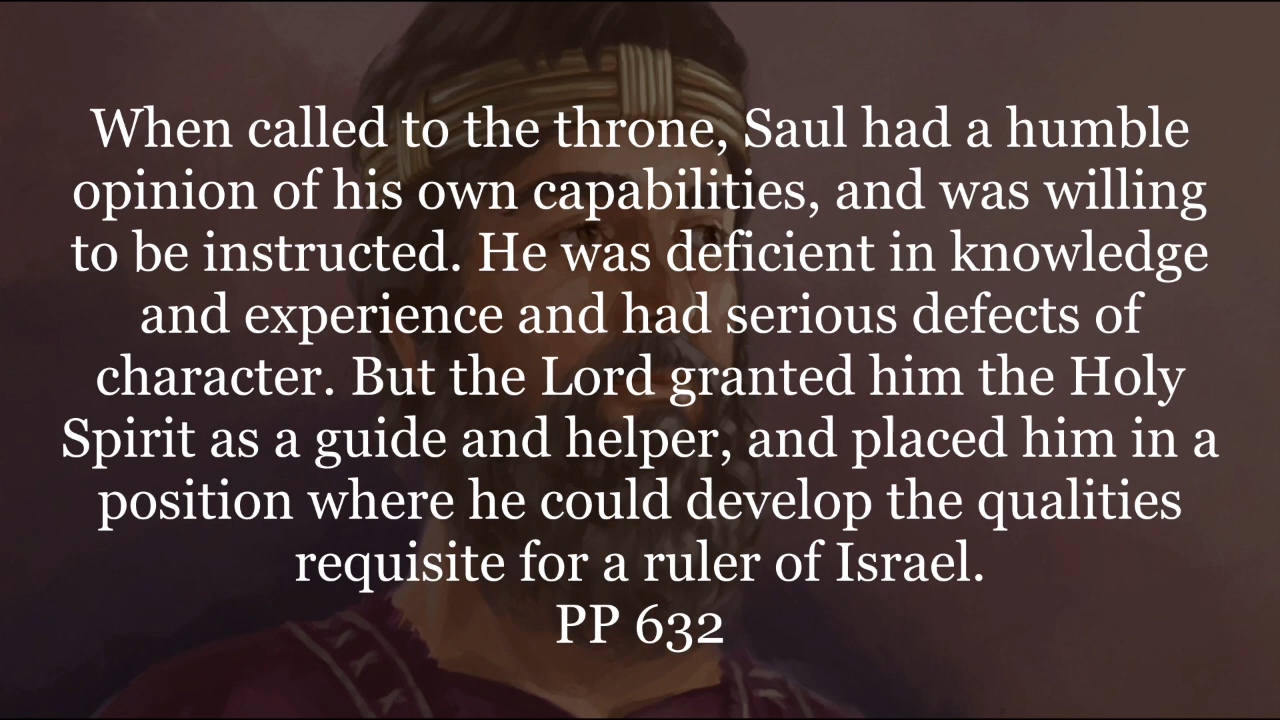 When called to the throne, Saul had a humble
opinion of his own capabilities, and was willing
to be instructed. He was deficient in knowledge
and experience and had serious defects of
character. But the Lord granted him the Holy
Spirit as a guide and helper, and placed him in a
position where he could develop the qualities
requisite for a ruler of Israel.
PP 632